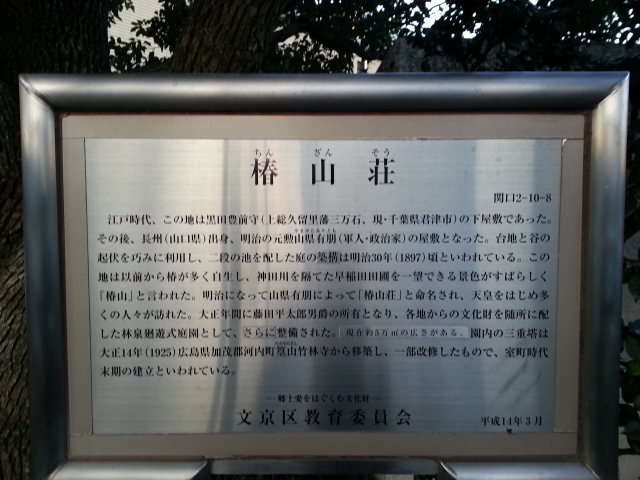 ちん ざん そう
椿山荘
関口2-10-8
江戸時代、この地は黒田豊前守(上総久留里藩三万石、現・千葉県君津市)の下屋敷であった。
やまがたありとも
その後、長州(山口県)出身、明治の元勲山県有朋(軍人・政治家)の屋敷となった。台地と谷の
起伏を巧みに利用し、二段の池を配した庭の築構は明治30年(1897)頃といわれている。この
地は以前から椿が多く自生し、神田川を隔てた早稲田田圃を一望できる景色がすばらしく
「椿山」と言われた。明治になって山県有朋によって「椿山荘」と命名され、天皇をはじめ多
くの人々が訪れた。大正年間に藤田平太郎男爵の所有となり、各地からの文化財を随所に配
した林泉廻遊式庭園として、さらに整備された。現在約5万㎡の広さがある。園内の三重塔は
大正14年(1925)広島県加茂郡河内町篁山竹林寺から移築し、一部改修したもので、室町時代
末期の建立といわれている。
―郷土愛をはぐくむ文化財―
文京区教育委員会
平成14年3月